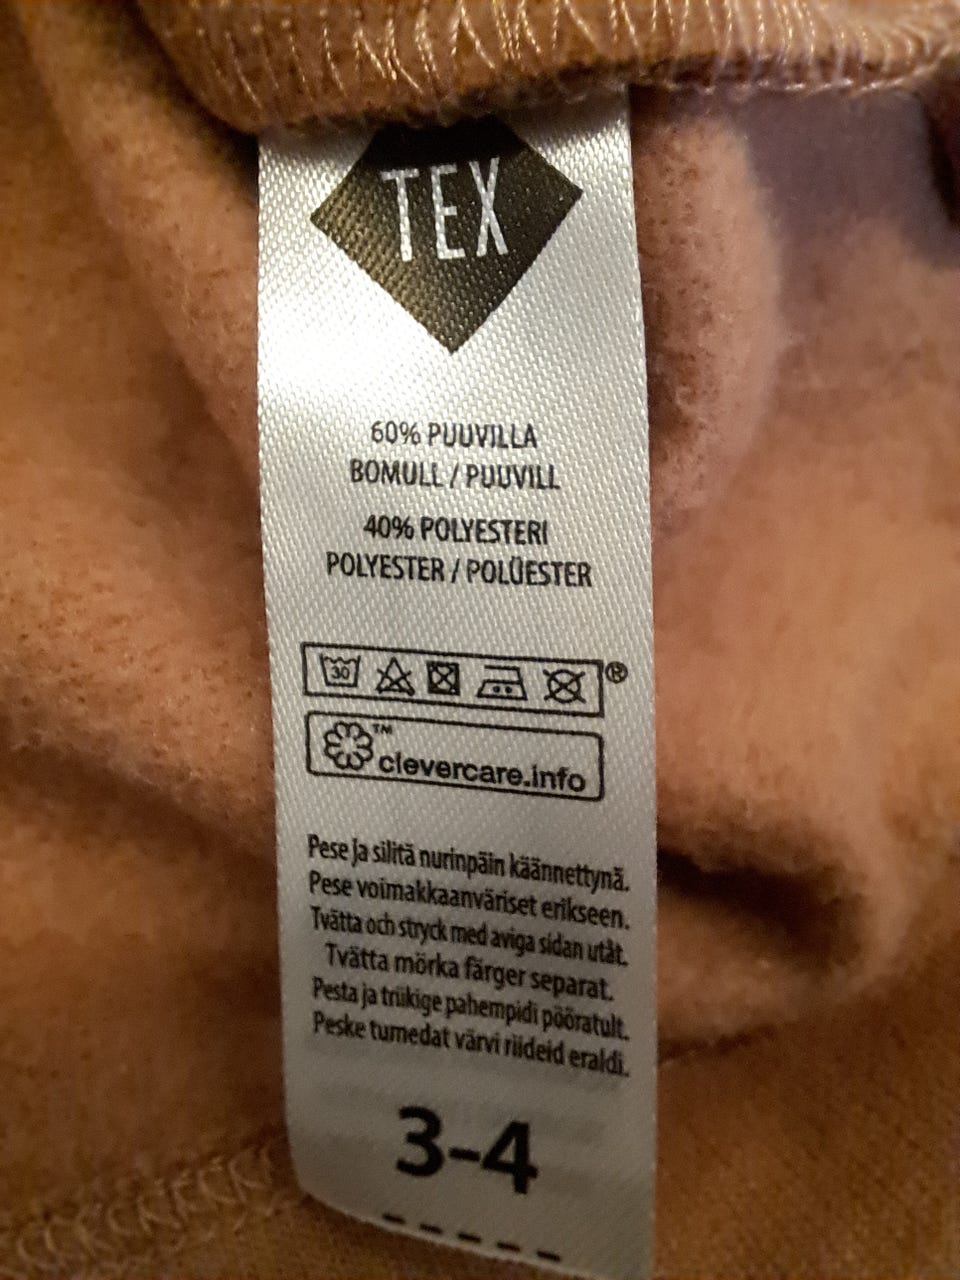 TEX
60% PUUVILLA
BOMULL / PUUVILL
40% POLYESTERI
POLYESTER / POLÜESTER
30
®
™
clevercare.info
Pese ja silitä nurinpäin käännettynä.
Pese voimakkaanväriset erikseen.
Tvätta och stryck med aviga sidan utåt.
Tvätta mörka färger separat.
Pesta ja triikige pahempidi pööratult.
Peske tumedat värvi riideid eraldi.
3-4